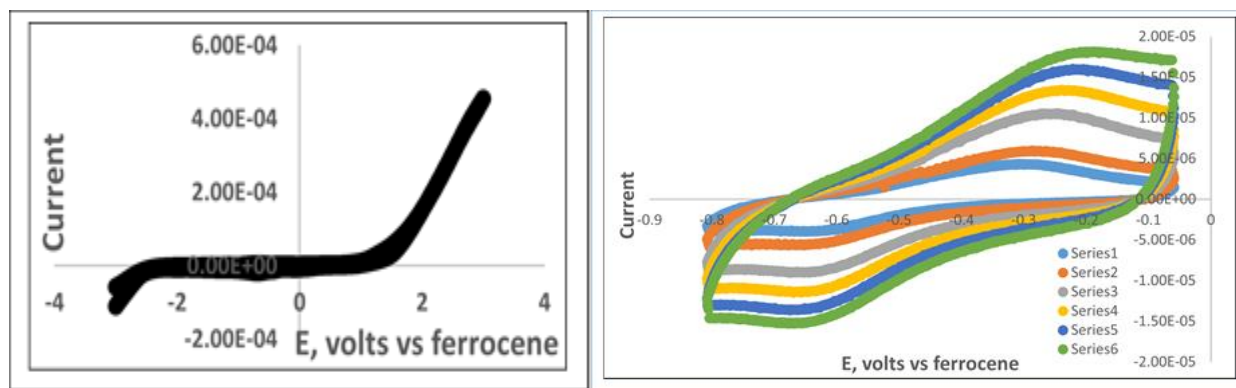 6.00E-04
4.00E-04
2.00E-04
0.00E+00
-4
-2
0
2
4
-2.00E-04
Current
E, volts vs ferrocene
2.00E-05
1.50E-05
1.00E-05
5.00E-06
0.00E+00
-0.9
-0.8
-0.7
-0.6
-0.5
-0.4
-0.3
-0.2
-0.1
0
-5.00E-06
-1.00E-05
-1.50E-05
-2.00E-05
Current
Series1
Series2
Series3
Series4
Series5
Series6
E, volts vs ferrocene